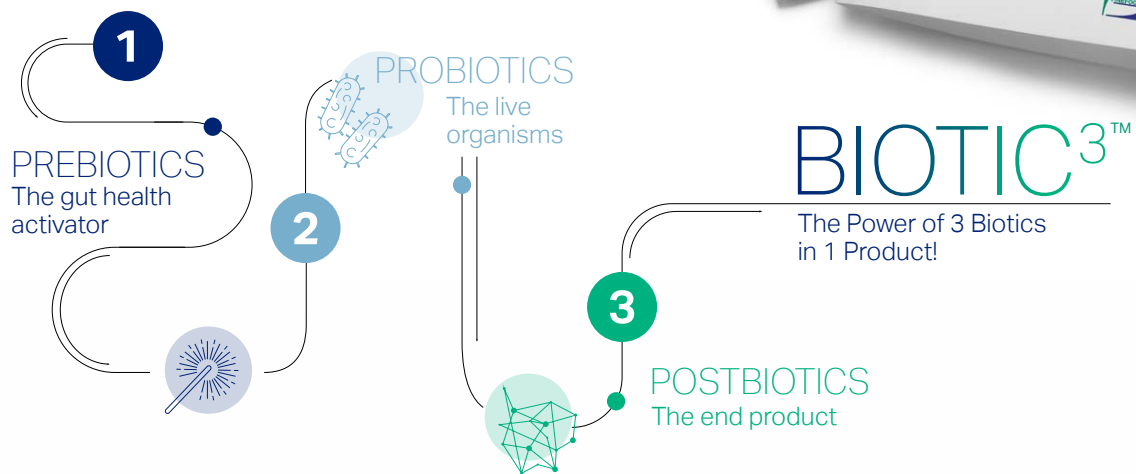 1
PREBIOTICS
The gut health
activator
2
PROBIOTICS
The live
organisms
3
POSTBIOTICS
The end product
BIOTIC³™
The Power of 3 Biotics
in 1 Product!